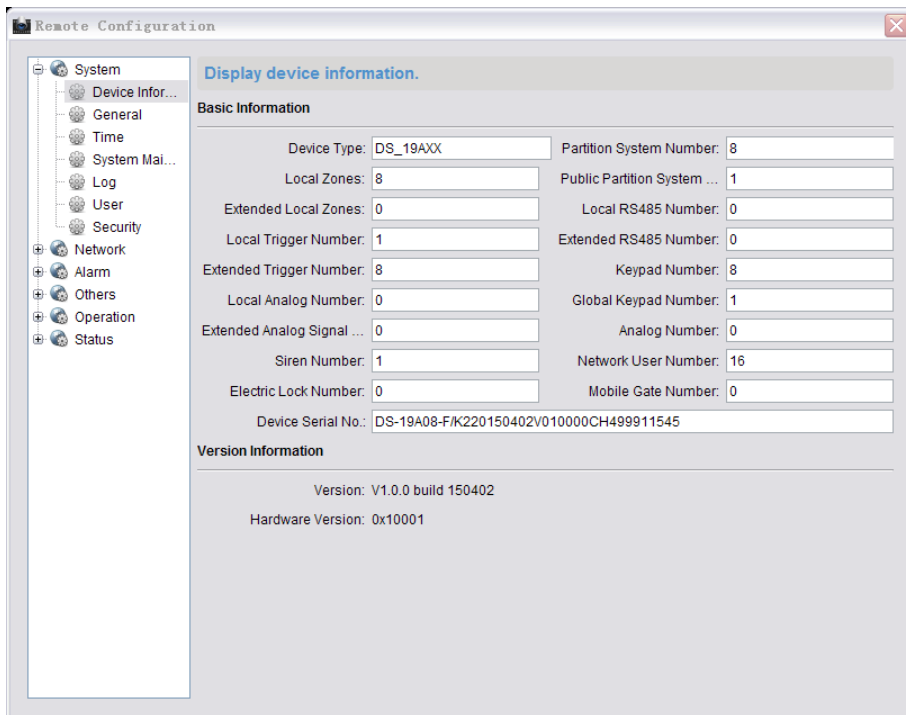 Remote Configuration
System
Device Infor...
General
Time
System Mai...
Log
User
Security
Network
Alarm
Others
Operation
Status
Display device information.
Basic Information
Device Type: DS_19AXX Partition System Number: 8
Local Zones: 8 Public Partition System ... 1
Extended Local Zones: 0 Local RS485 Number: 0
Local Trigger Number: 1 Extended RS485 Number: 0
Extended Trigger Number: 8 Keypad Number: 8
Local Analog Number: 0 Global Keypad Number: 1
Extended Analog Signal ... 0 Analog Number: 0
Siren Number: 1 Network User Number: 16
Electric Lock Number: 0 Mobile Gate Number: 0
Device Serial No.: DS-19A08-F/K220150402V010000CH499911545
Version Information
Version: V1.0.0 build 150402
Hardware Version: 0x10001